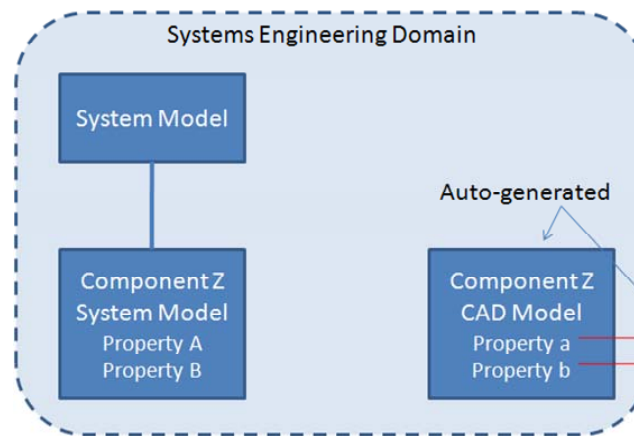 Systems Engineering Domain
System Model
Auto-generated
Component Z
System Model
Property A
Property B
Component Z
CAD Model
Property a
Property b